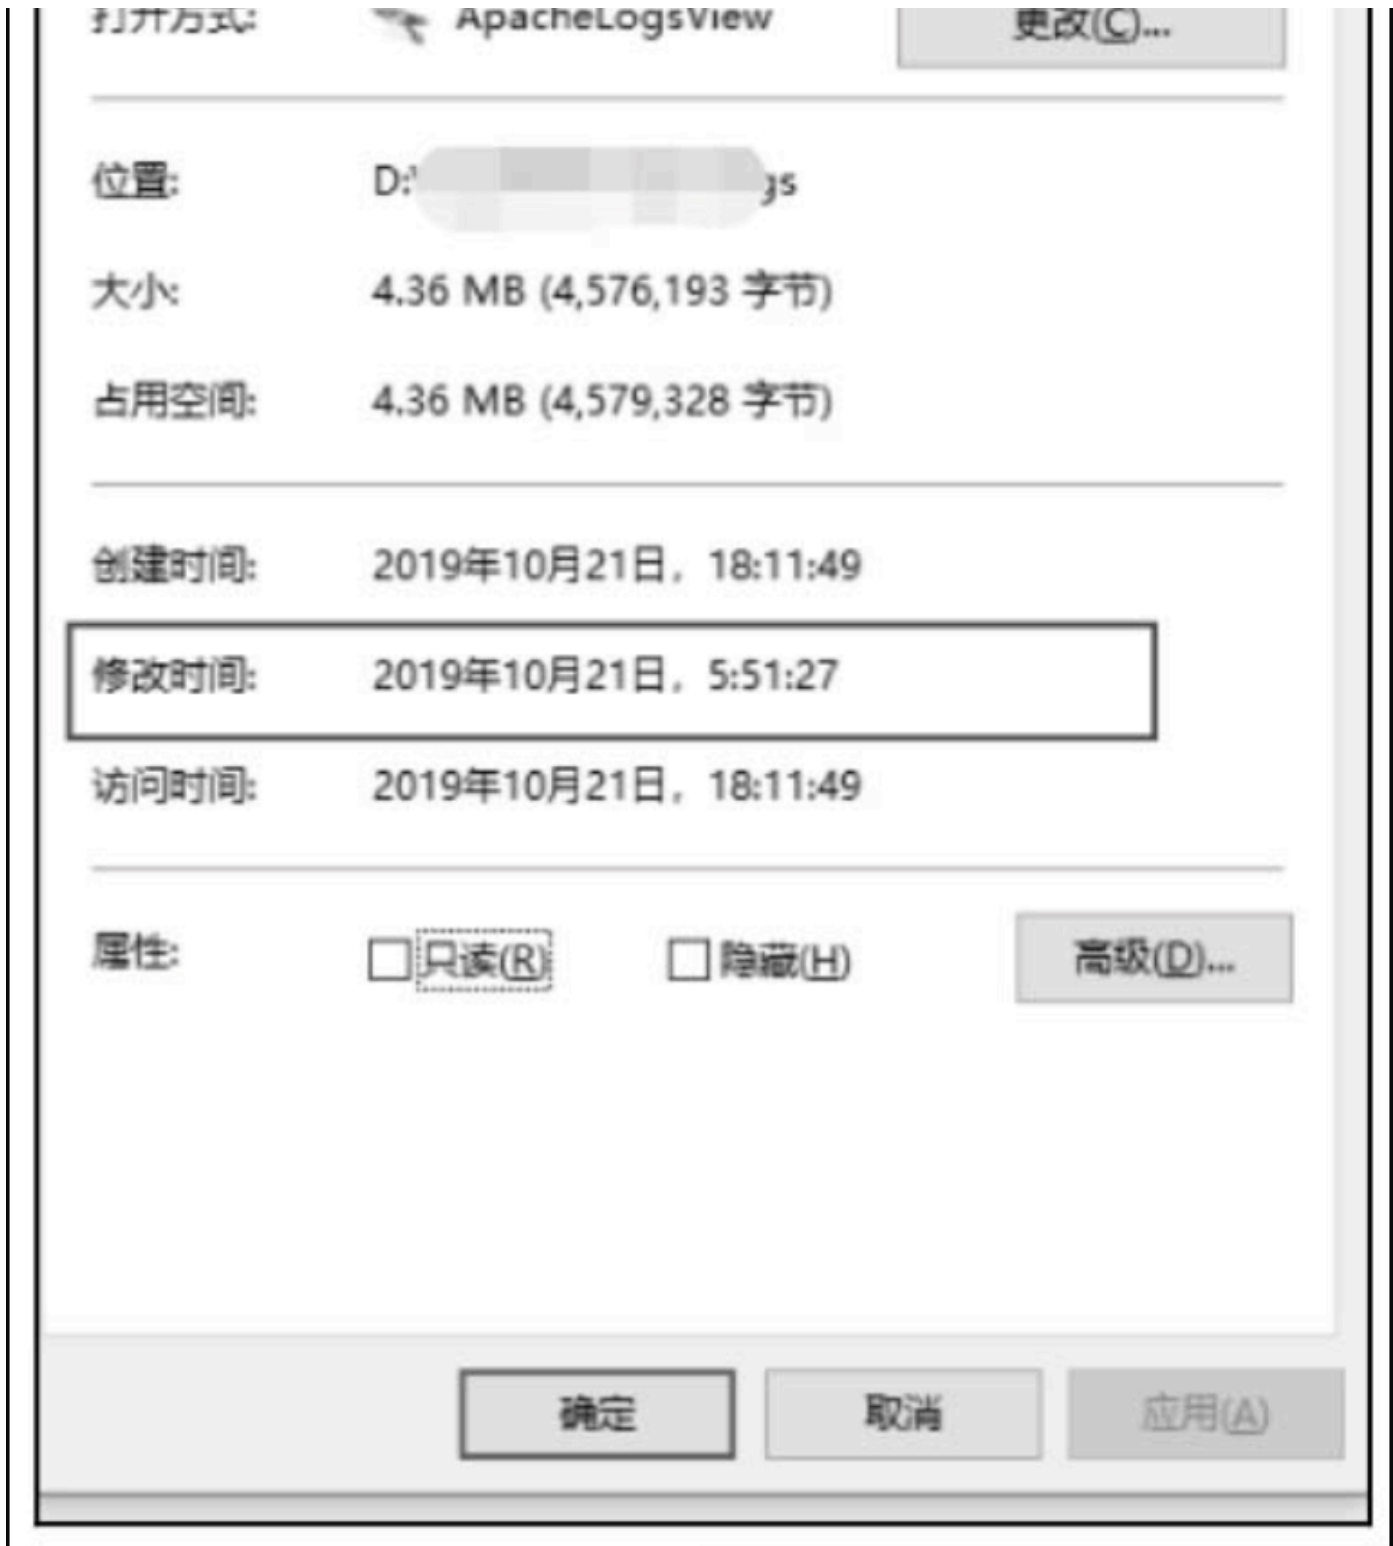 打开方式: ApacheLogsView 更改(C)...
位置: D:\ gs
大小: 4.36 MB (4,576,193 字节)
占用空间: 4.36 MB (4,579,328 字节)
创建时间: 2019年10月21日，18:11:49
修改时间: 2019年10月21日，5:51:27
访问时间: 2019年10月21日，18:11:49
属性: 只读(R) 隐藏(H) 高级(D)...
确定 取消 应用(A)